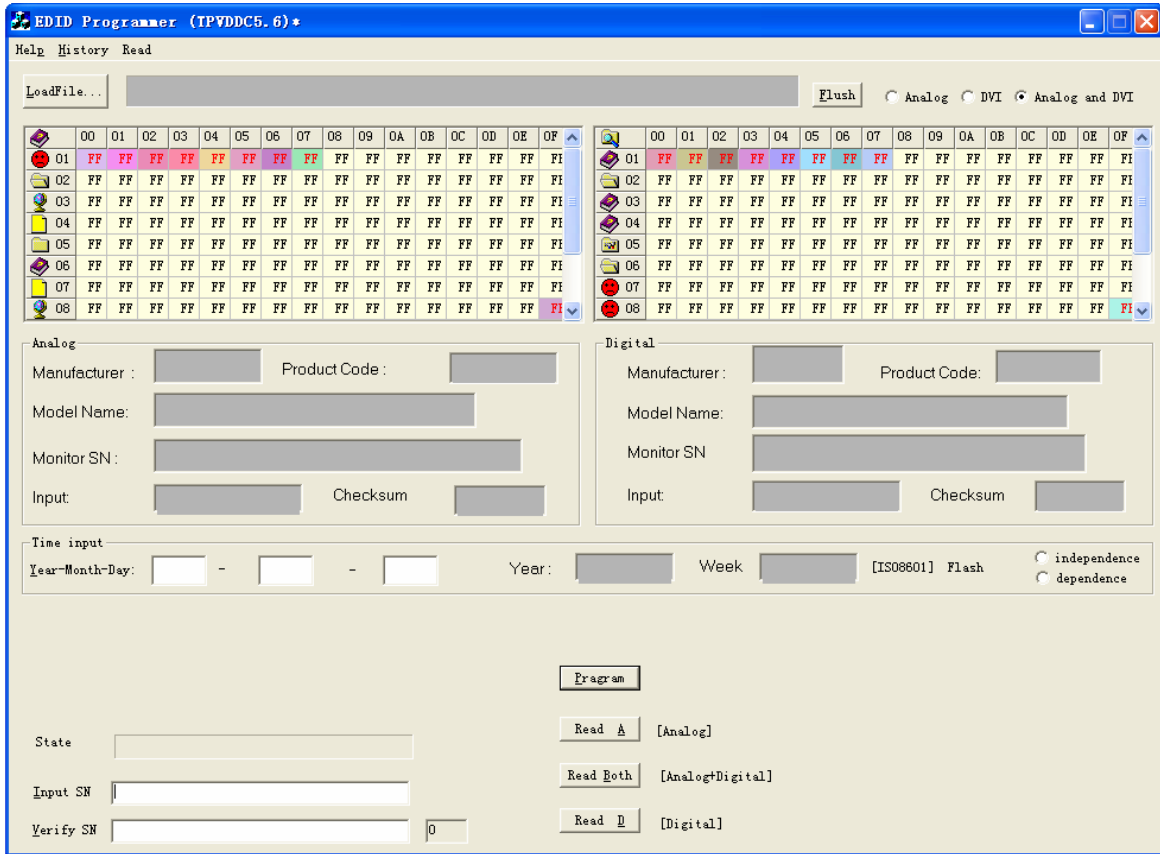 EDID Programmer (TPVDDC5.6)*
Help History Read
LoadFile... Flush Analog DVI Analog and DVI
00 01 02 03 04 05 06 07 08 09 0A 0B 0C 0D 0E 0F 00 01 02 03 04 05 06 07 08 09 0A 0B 0C 0D 0E 0F
01 FF FF FF FF FF FF FF FF FF FF FF FF FF FF FF 01 FF FF FF FF FF FF FF FF FF FF FF FF FF FF FF
02 FF FF FF FF FF FF FF FF FF FF FF FF FF FF FF 02 FF FF FF FF FF FF FF FF FF FF FF FF FF FF FF
03 FF FF FF FF FF FF FF FF FF FF FF FF FF FF FF 03 FF FF FF FF FF FF FF FF FF FF FF FF FF FF FF
04 FF FF FF FF FF FF FF FF FF FF FF FF FF FF FF 04 FF FF FF FF FF FF FF FF FF FF FF FF FF FF FF
05 FF FF FF FF FF FF FF FF FF FF FF FF FF FF FF 05 FF FF FF FF FF FF FF FF FF FF FF FF FF FF FF
06 FF FF FF FF FF FF FF FF FF FF FF FF FF FF FF 06 FF FF FF FF FF FF FF FF FF FF FF FF FF FF FF
07 FF FF FF FF FF FF FF FF FF FF FF FF FF FF FF 07 FF FF FF FF FF FF FF FF FF FF FF FF FF FF FF
08 FF FF FF FF FF FF FF FF FF FF FF FF FF FF FF 08 FF FF FF FF FF FF FF FF FF FF FF FF FF FF FF
Analog Digital
Manufacturer : Product Code : Manufacturer : Product Code:
Model Name: Model Name:
Monitor SN : Monitor SN
Input: Checksum Input: Checksum
Time input
Year-Month-Day: - - Year : Week [ISO8601] Flash independence
dependence
Pragram
Read A [Analog]
State
Read Both [Analog+Digital]
Input SN
Read D [Digital]
Verify SN 0